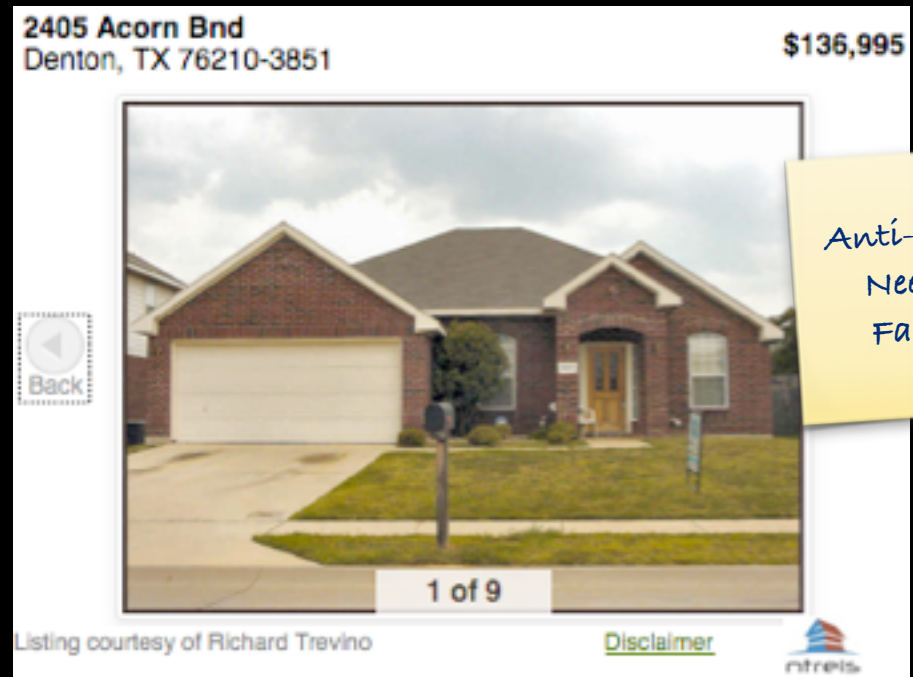 2405 Acorn Bnd
Denton, TX 76210-3851
$136,995
Anti-
Back
1 of 9
Listing courtesy of Richard Trevino
Disclaimer
ntreis